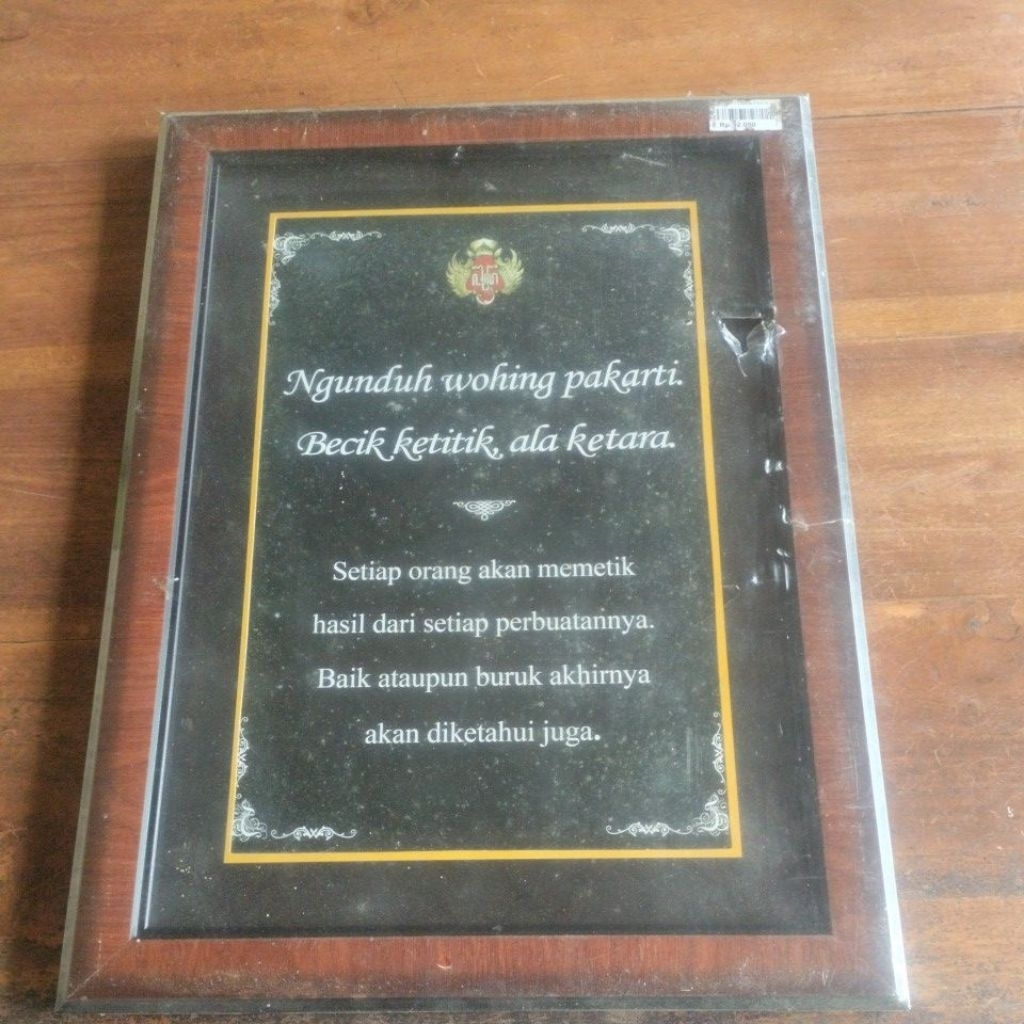 Ngunduh wohing pakarti.
Becik ketitik, ala ketara.
Setiap orang akan memetik
hasil dari setiap perbuatannya.
Baik ataupun buruk akhirnya
akan diketahui juga.